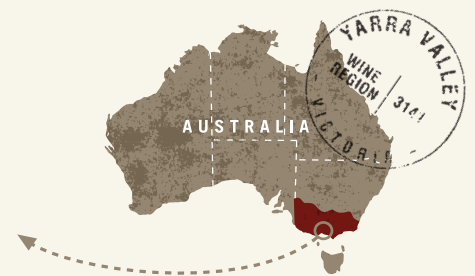 YARRA VALLEY
WINE
REGION
3141
VICTORIA
AUSTRALIA